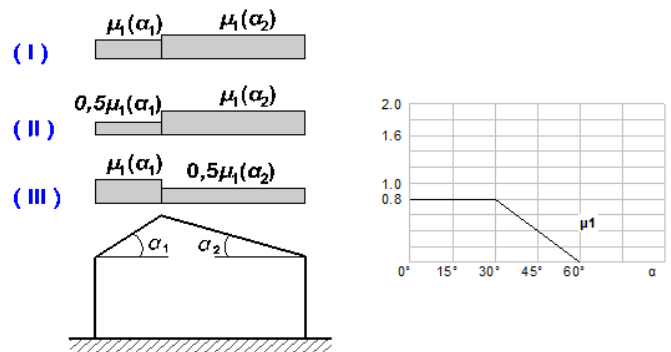 μ₁(α₁) μ₁(α₂)
( I )
0,5μ₁(α₁) μ₁(α₂)
( II )
μ₁(α₁) 0,5μ₁(α₂)
( III )
α₁ α₂
2.0
1.6
1.0
0.8
μ1
0° 15° 30° 45° 60° α